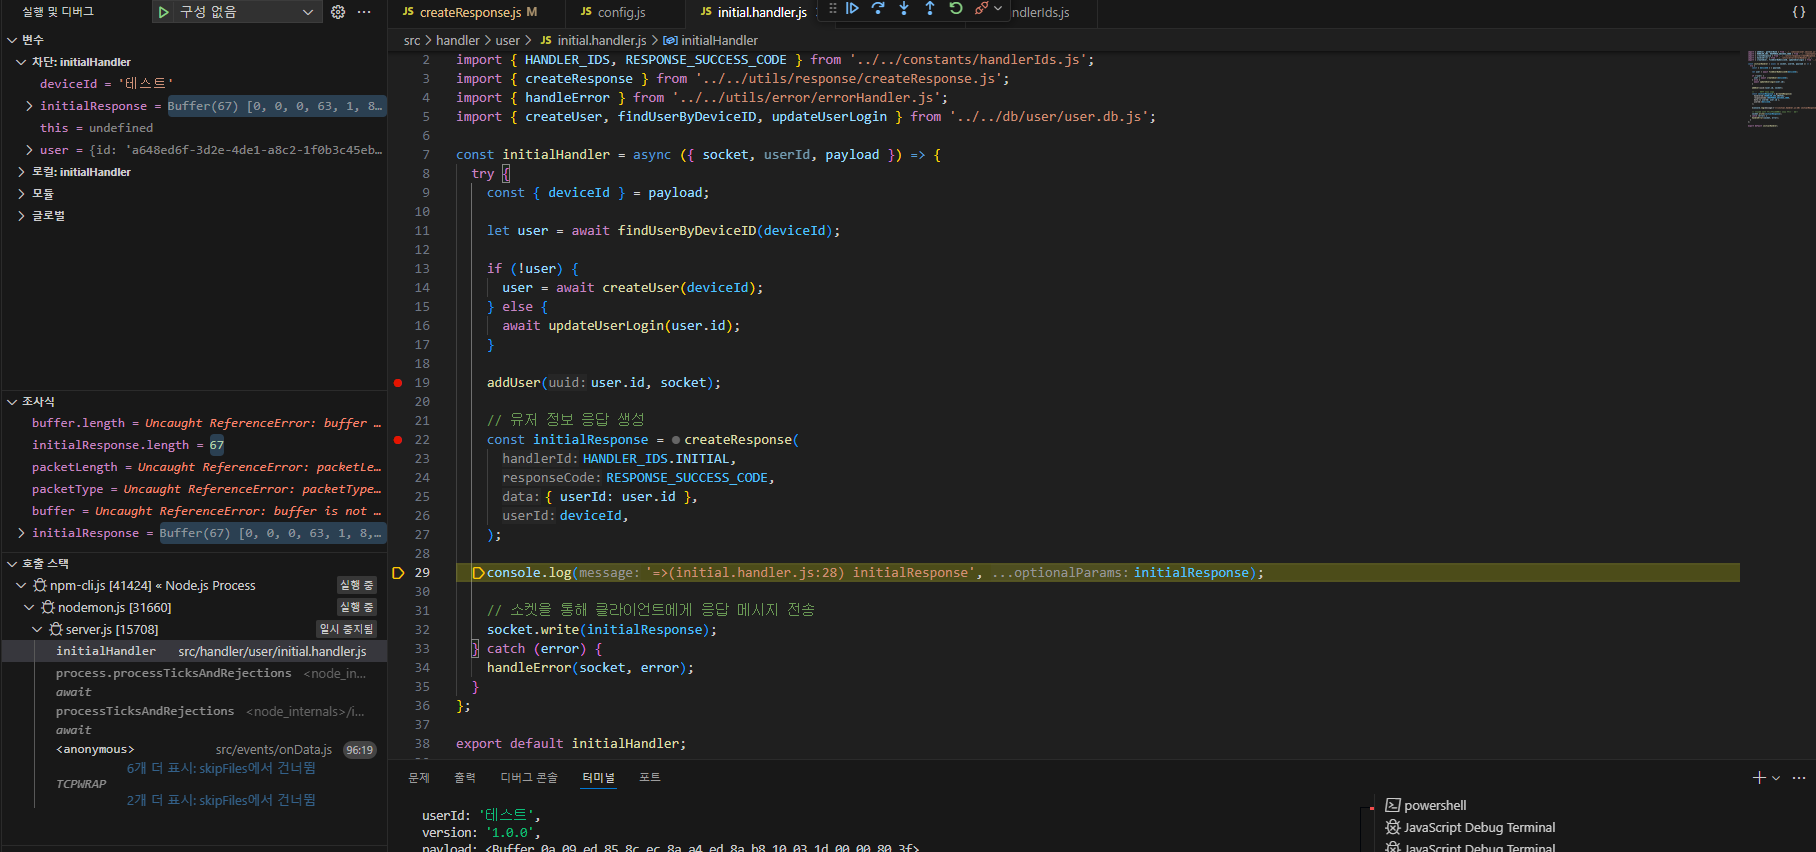 실행 및 디버그
구성 없음
변수
차단: initialHandler
deviceId = '테스트'
initialResponse = Buffer(67) [0, 0, 0, 63, 1, 8…
this = undefined
user = {id: 'a648ed6f-3d2e-4de1-a8c2-1f0b3c45eb…
로컬: initialHandler
모듈
글로벌
조사식
buffer.length = Uncaught ReferenceError: buffer …
initialResponse.length = 67
packetLength = Uncaught ReferenceError: packetLe…
packetType = Uncaught ReferenceError: packetType…
buffer = Uncaught ReferenceError: buffer is not …
initialResponse = Buffer(67) [0, 0, 0, 63, 1, 8,…
호출 스택
npm-cli.js [41424] « Node.js Process 실행 중
nodemon.js [31660] 실행 중
server.js [15708] 일시 중지됨
initialHandler src/handler/user/initial.handler.js
process.processTicksAndRejections <node_in…
await
processTicksAndRejections <node_internals>/i…
await
<anonymous> src/events/onData.js 96:19
6개 더 표시: skipFiles에서 건너뜀
TCPWRAP
2개 더 표시: skipFiles에서 건너뜀
JS createResponse.js M JS config.js JS initial.handler.js ndlerIds.js {}
src > handler > user > JS initial.handler.js > initialHandler
2 import { HANDLER_IDS, RESPONSE_SUCCESS_CODE } from '../../constants/handlerIds.js';
3 import { createResponse } from '../../utils/response/createResponse.js';
4 import { handleError } from '../../utils/error/errorHandler.js';
5 import { createUser, findUserByDeviceID, updateUserLogin } from '../../db/user/user.db.js';
6
7 const initialHandler = async ({ socket, userId, payload }) => {
8 try {
9 const { deviceId } = payload;
10
11 let user = await findUserByDeviceID(deviceId);
12
13 if (!user) {
14 user = await createUser(deviceId);
15 } else {
16 await updateUserLogin(user.id);
17 }
18
19 addUser(uuid: user.id, socket);
20
21 // 유저 정보 응답 생성
22 const initialResponse = createResponse(
23 handlerId: HANDLER_IDS.INITIAL,
24 responseCode: RESPONSE_SUCCESS_CODE,
25 data: { userId: user.id },
26 userId: deviceId,
27 );
28
29 console.log(message: '=>(initial.handler.js:28) initialResponse', ...optionalParams: initialResponse);
30
31 // 소켓을 통해 클라이언트에게 응답 메시지 전송
32 socket.write(initialResponse);
33 } catch (error) {
34 handleError(socket, error);
35 }
36 };
37
38 export default initialHandler;
문제 출력 디버그 콘솔 터미널 포트
userId: '테스트',
version: '1.0.0',
payload: <Buffer 0a 09 ed 85 8c ec 8a a4 ed 8a b8 10 03 1d 00 00 80 3f>
powershell
JavaScript Debug Terminal
JavaScript Debug Terminal